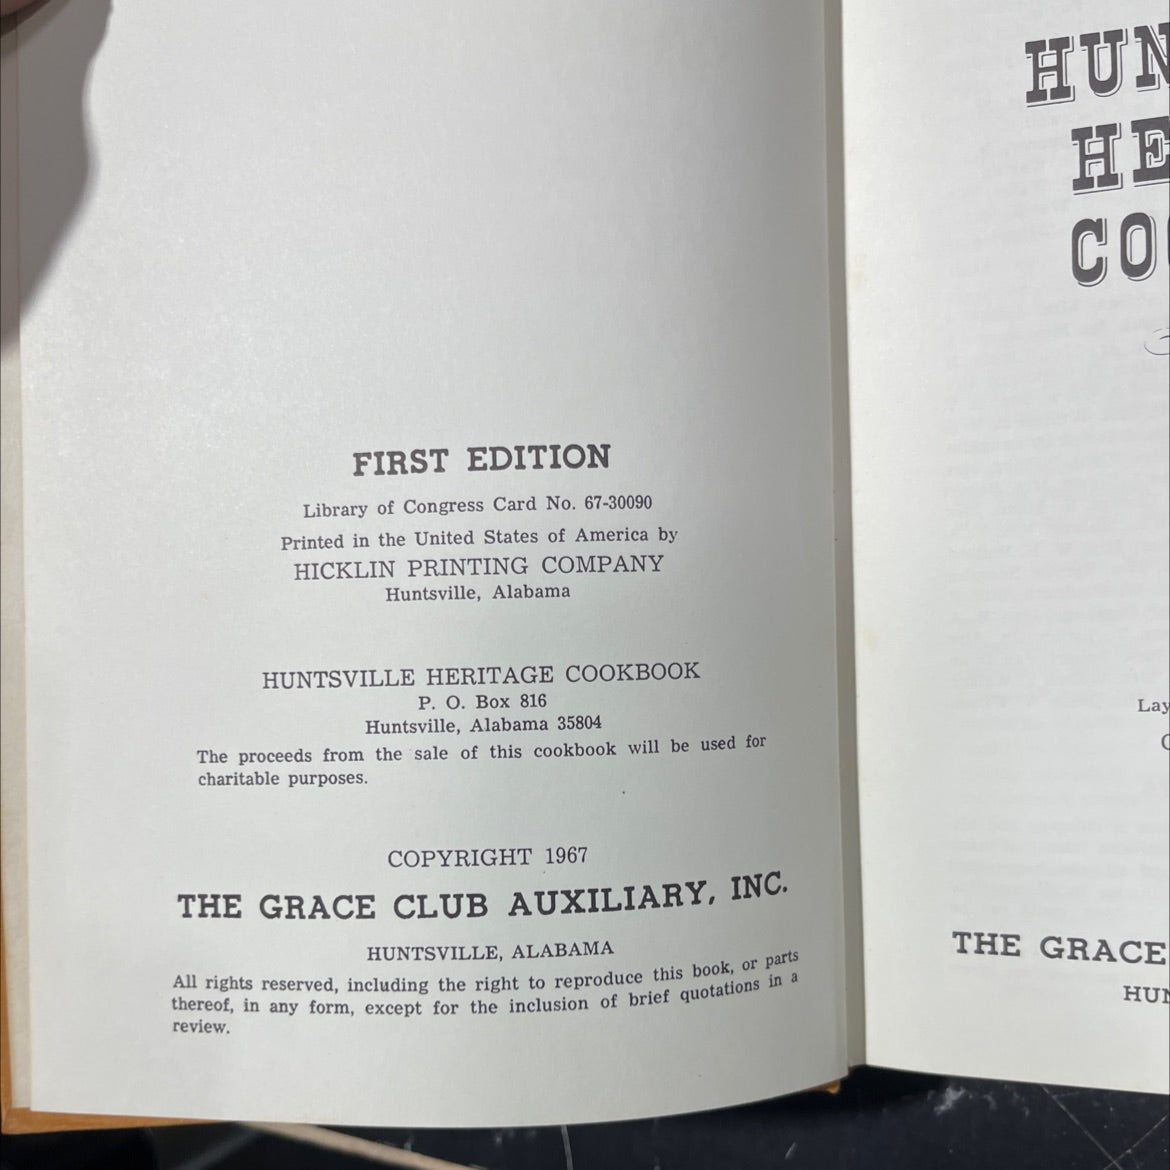 FIRST EDITION
Library of Congress Card No. 67-30090
Printed in the United States of America by
HICKLIN PRINTING COMPANY
Huntsville, Alabama
HUNTSVILLE HERITAGE COOKBOOK
P. O. Box 816
Huntsville, Alabama 35804
The proceeds from the sale of this cookbook will be used for
charitable purposes.
COPYRIGHT 1967
THE GRACE CLUB AUXILIARY, INC.
HUNTSVILLE, ALABAMA
All rights reserved, including the right to reproduce this book, or parts
thereof, in any form, except for the inclusion of brief quotations in a
review.
HUN
HE
CO
Lay
THE GRACE
HUN